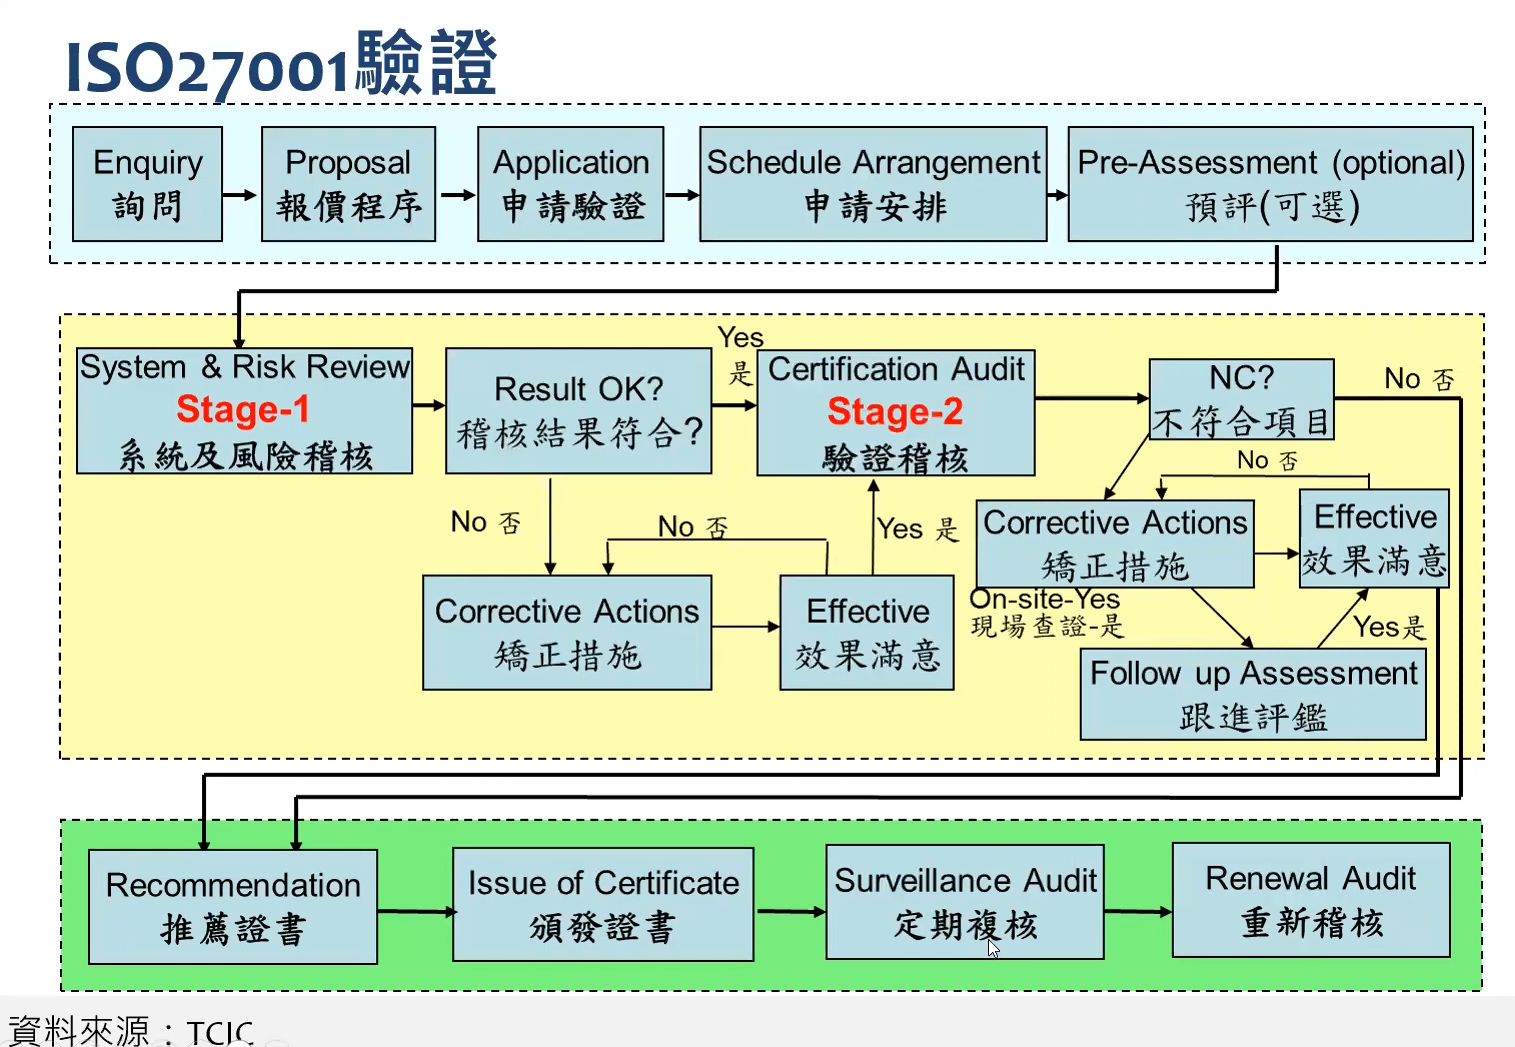 ISO27001驗證
Enquiry
詢問
Proposal
報價程序
Application
申請驗證
Schedule Arrangement
申請安排
Pre-Assessment (optional)
預評(可選)
System & Risk Review
Stage-1
系統及風險稽核
Result OK?
稽核結果符合?
Yes
是
Certification Audit
Stage-2
驗證稽核
NC?
不符合項目
No 否
No 否
No 否
No 否
Yes 是
Corrective Actions
矯正措施
Effective
效果滿意
Corrective Actions
矯正措施
Effective
效果滿意
On-site-Yes
現場查證-是
Yes是
Follow up Assessment
跟進評鑑
Recommendation
推薦證書
Issue of Certificate
頒發證書
Surveillance Audit
定期複核
Renewal Audit
重新稽核
資料來源：TCIC